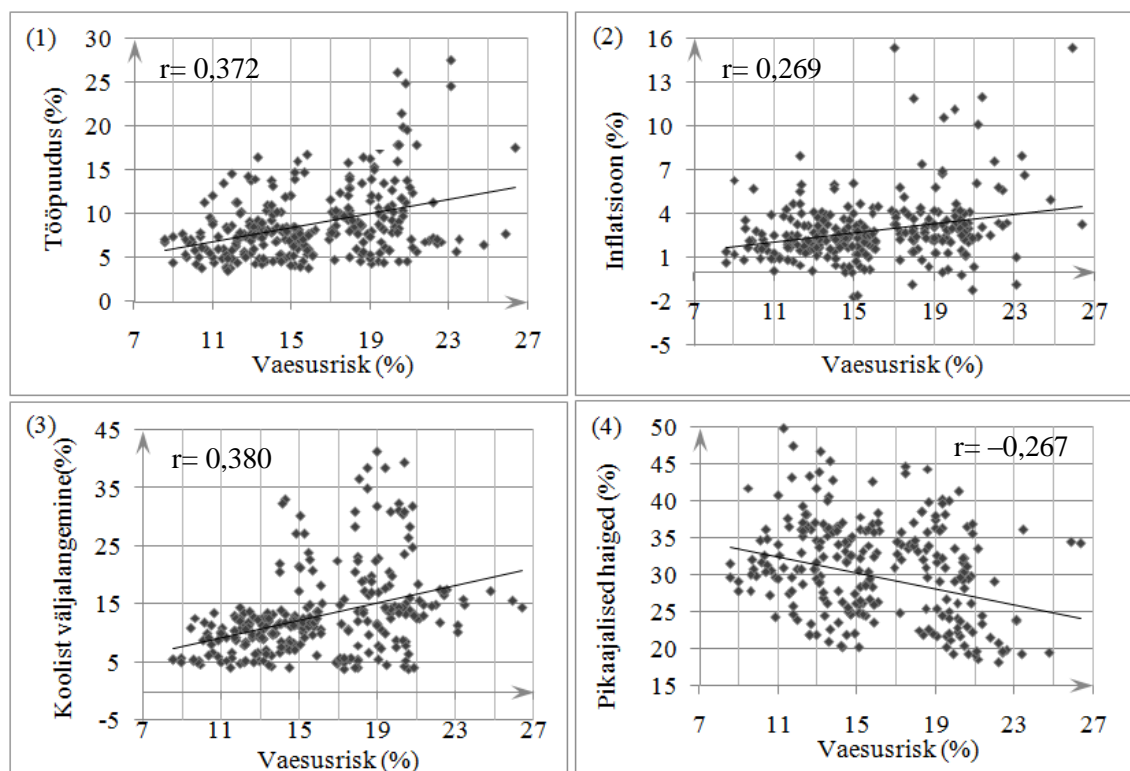 (1)
r= 0,372
Tööpuudus (%)
30
25
20
15
10
5
0
7 11 15 19 23 27
Vaesusrisk (%)
(2)
r= 0,269
Inflatsioon (%)
16
13
10
7
4
1
-2
-5
7 11 15 19 23 27
Vaesusrisk (%)
(3)
r= 0,380
Koolist väljalangemine(%)
45
35
25
15
5
-5
7 11 15 19 23 27
Vaesusrisk (%)
(4)
r= –0,267
Pikaajalised haiged (%)
50
45
40
35
30
25
20
15
7 11 15 19 23 27
Vaesusrisk (%)